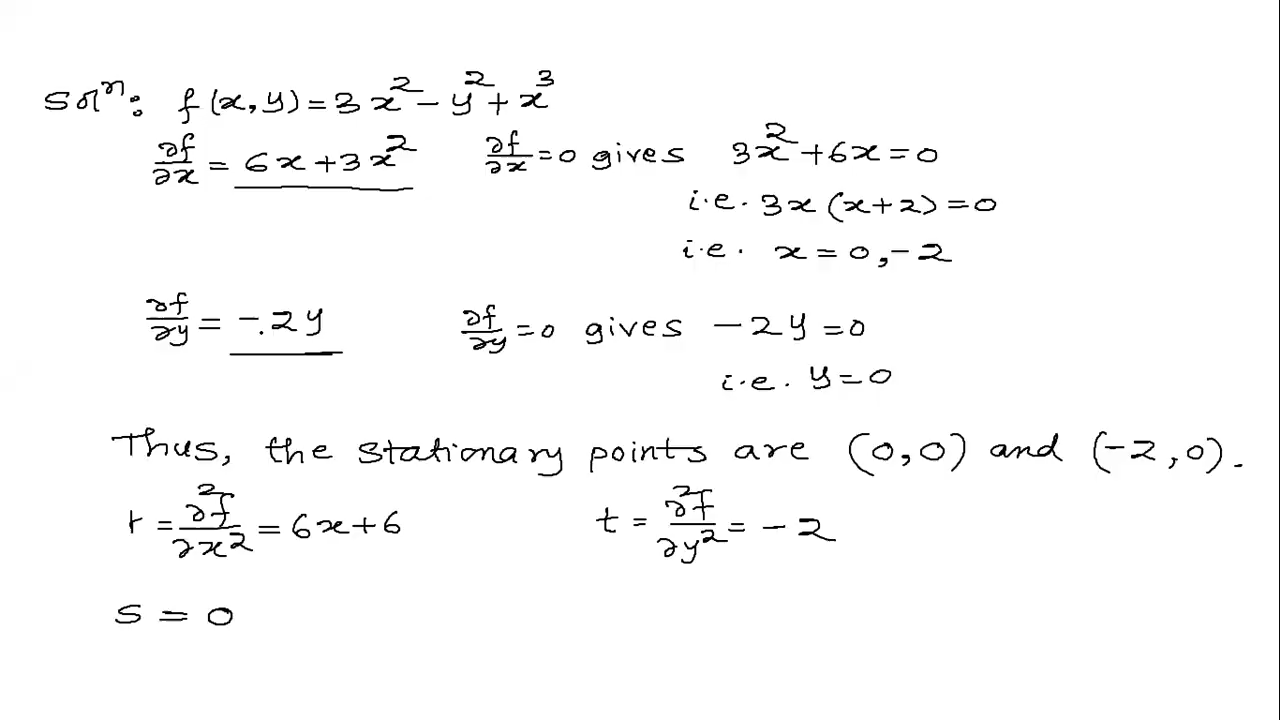 Solⁿ: f(x,y)=3x²-y²+x³
∂f/∂x = 6x+3x² ∂f/∂x=0 gives 3x²+6x=0
i.e. 3x(x+2)=0
i.e. x=0,-2
∂f/∂y = -.2y ∂f/∂y=0 gives -2y=0
i.e. y=0
Thus, the stationary points are (0,0) and (-2,0).
r=∂²f/∂x²=6x+6 t=∂²f/∂y²=-2
s=0